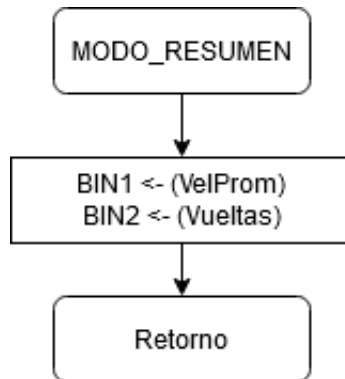 MODO_RESUMEN
BIN1 <- (VelProm)
BIN2 <- (Vueltas)
Retorno